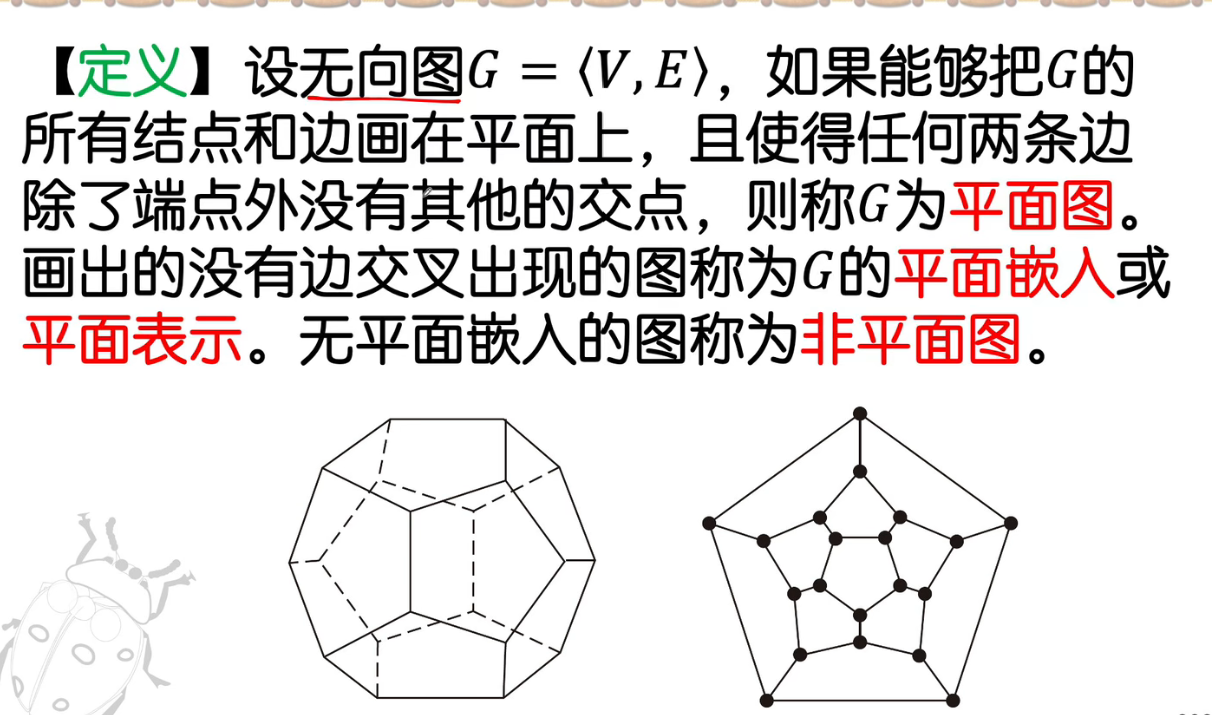 【定义】设无向图G = ⟨V, E⟩，如果能够把G的
所有结点和边画在平面上，且使得任何两条边
除了端点外没有其他的交点，则称G为平面图。
画出的没有边交叉出现的图称为G的平面嵌入或
平面表示。无平面嵌入的图称为非平面图。